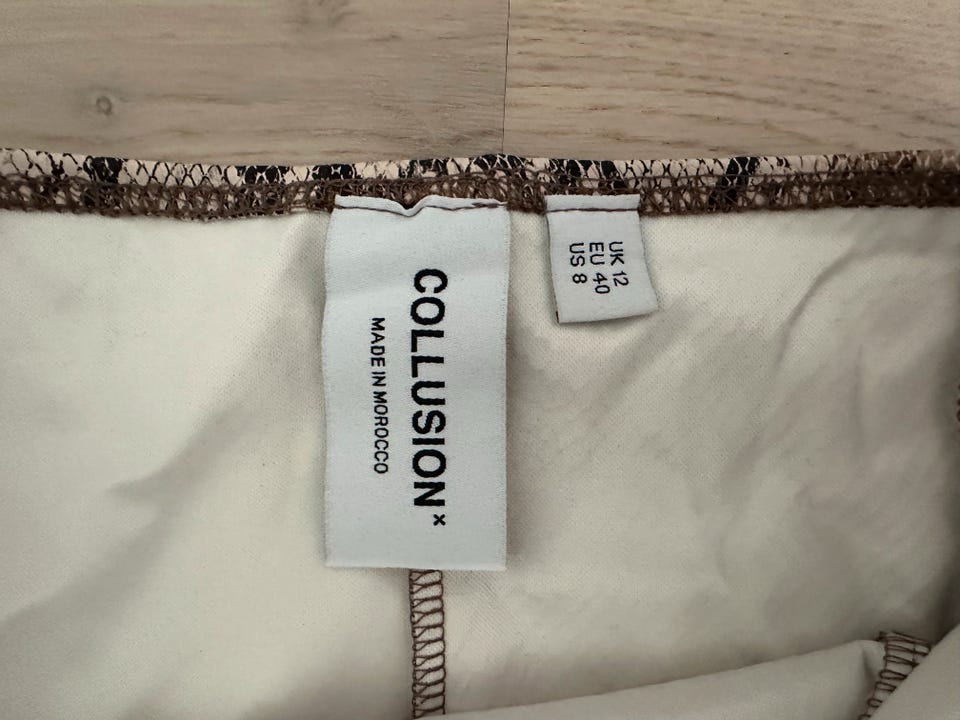 COLLUSION×
MADE IN MOROCCO
UK 12
EU 40
US 8